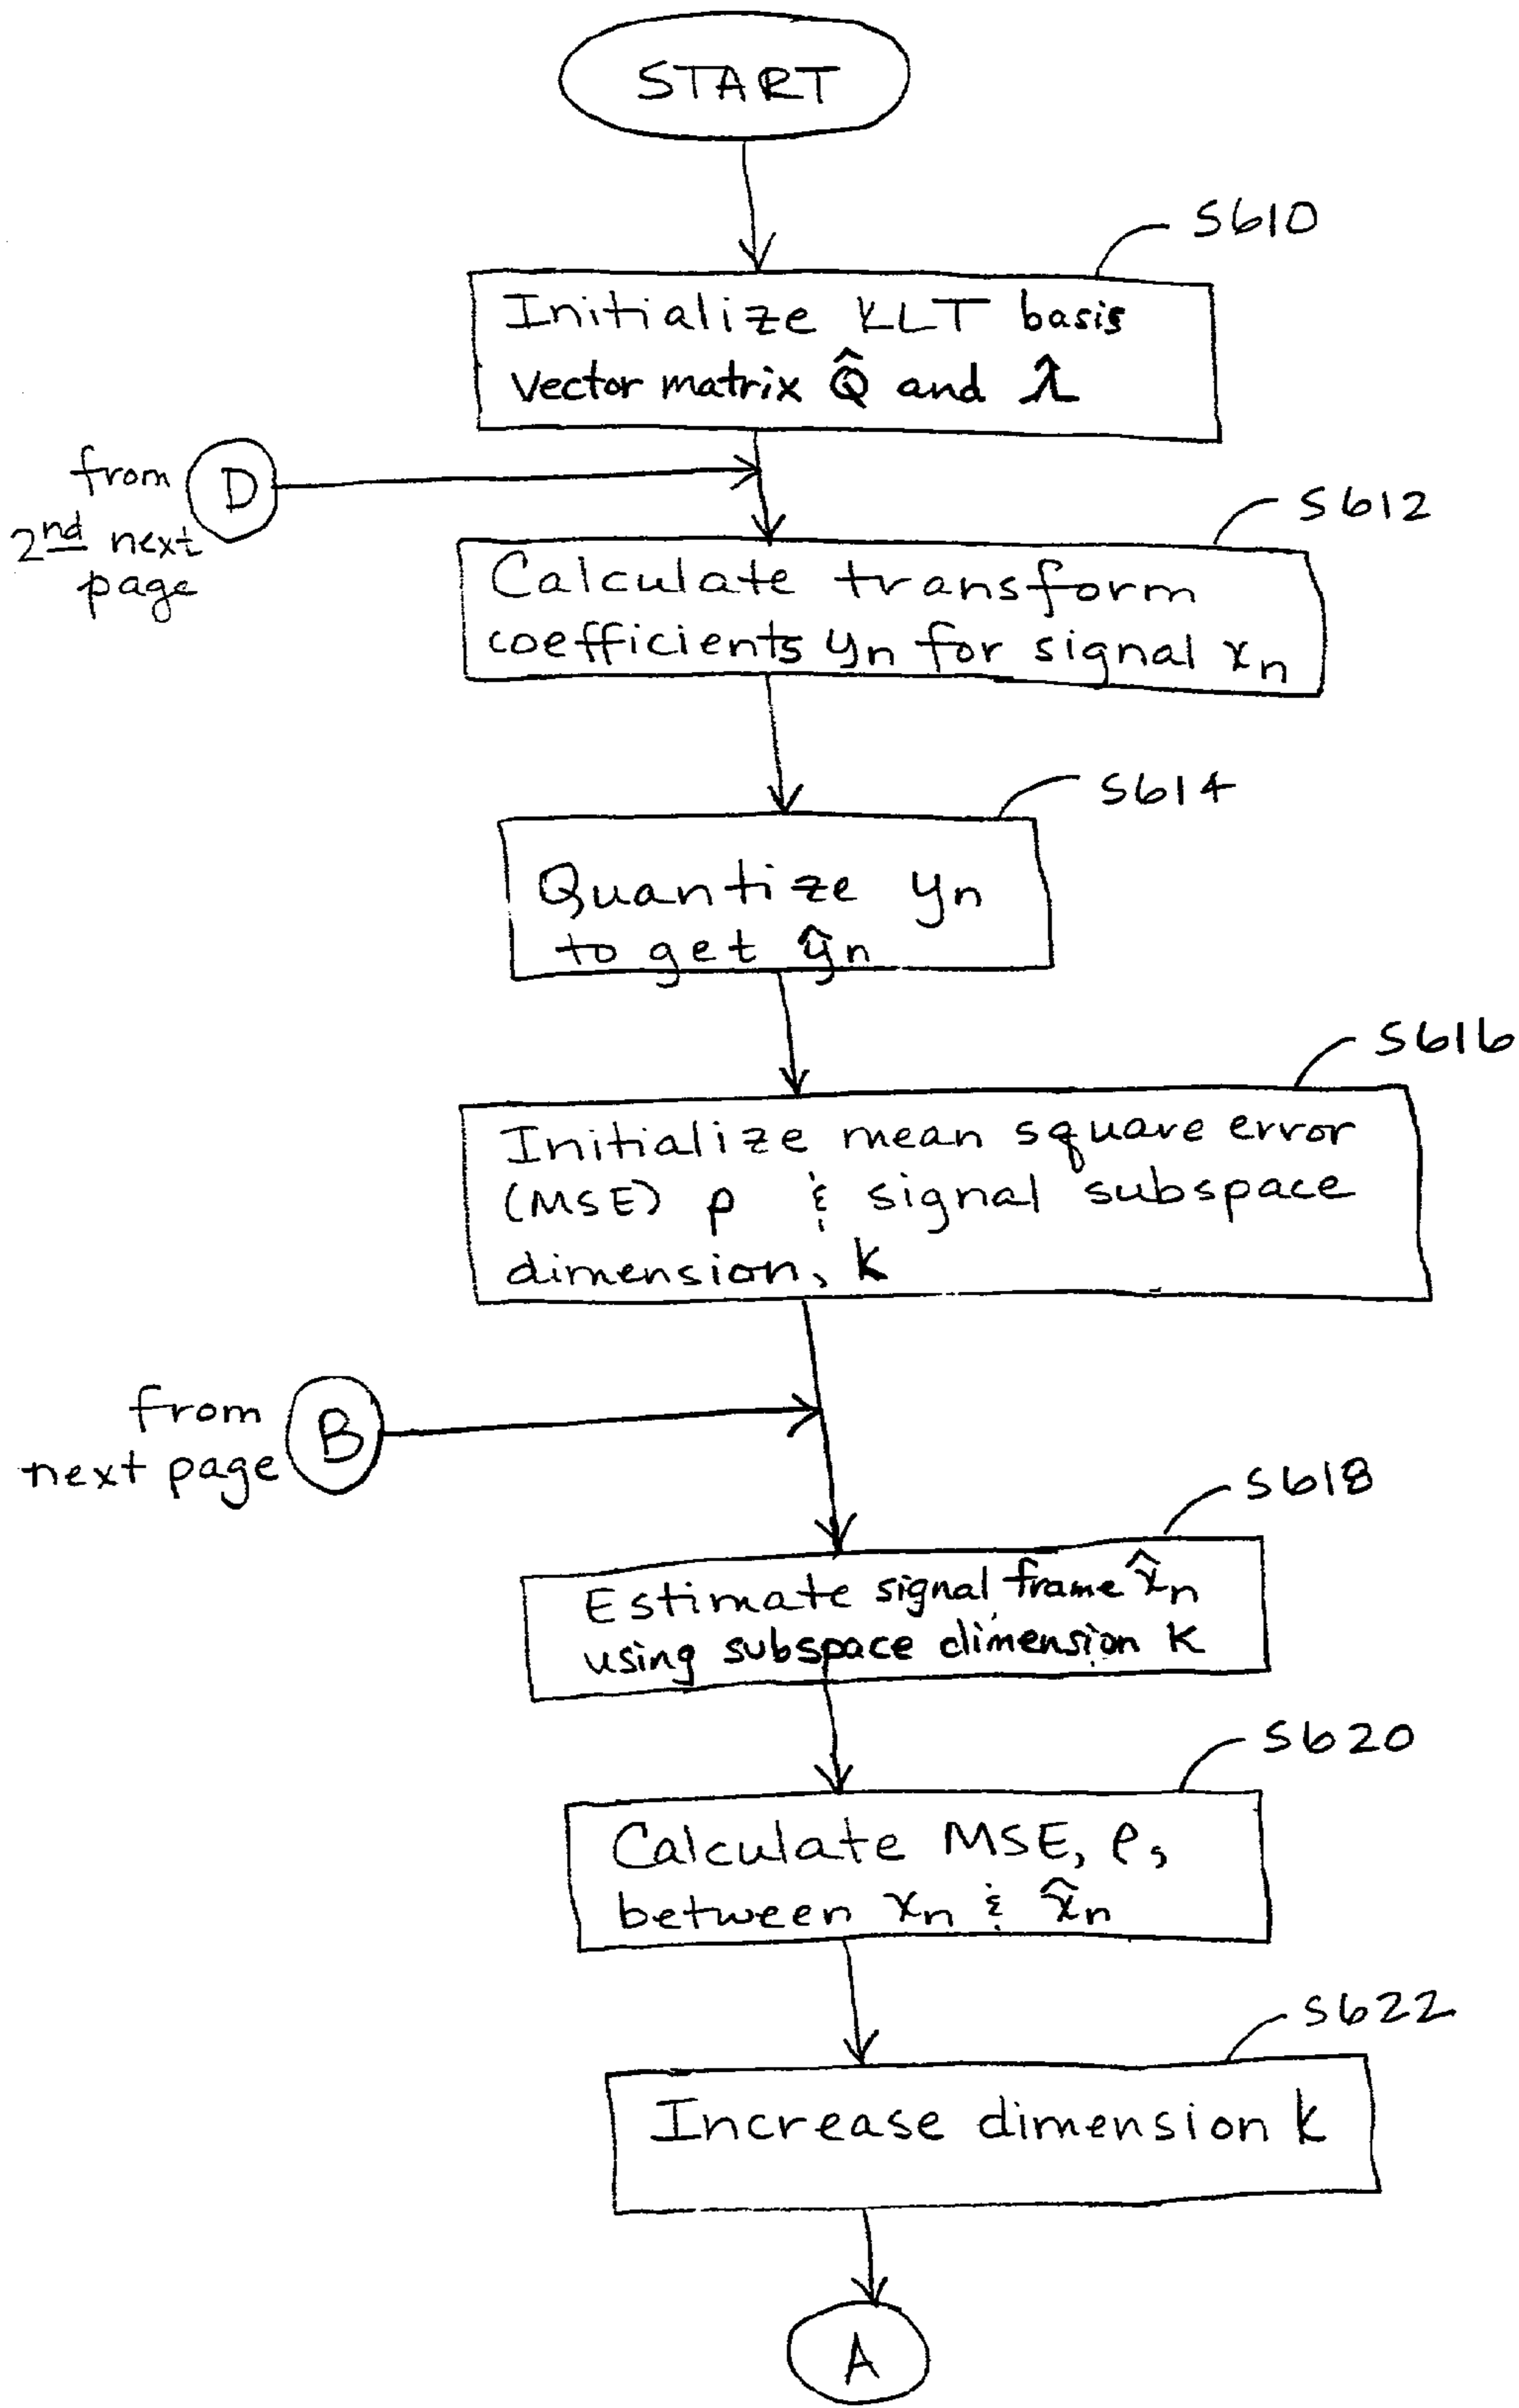 START
S610
Initialize KLT basis
vector matrix Q̂ and λ̂
from D
2nd next
page
S612
Calculate transform
coefficients yn for signal xn
S614
Quantize yn
to get ŷn
S616
Initialize mean square error
(MSE) ρ & signal subspace
dimension, k
from B
next page
S618
Estimate signal frame x̂n
using subspace dimension k
S620
Calculate MSE, ρ,
between xn & x̂n
S622
Increase dimension k
A